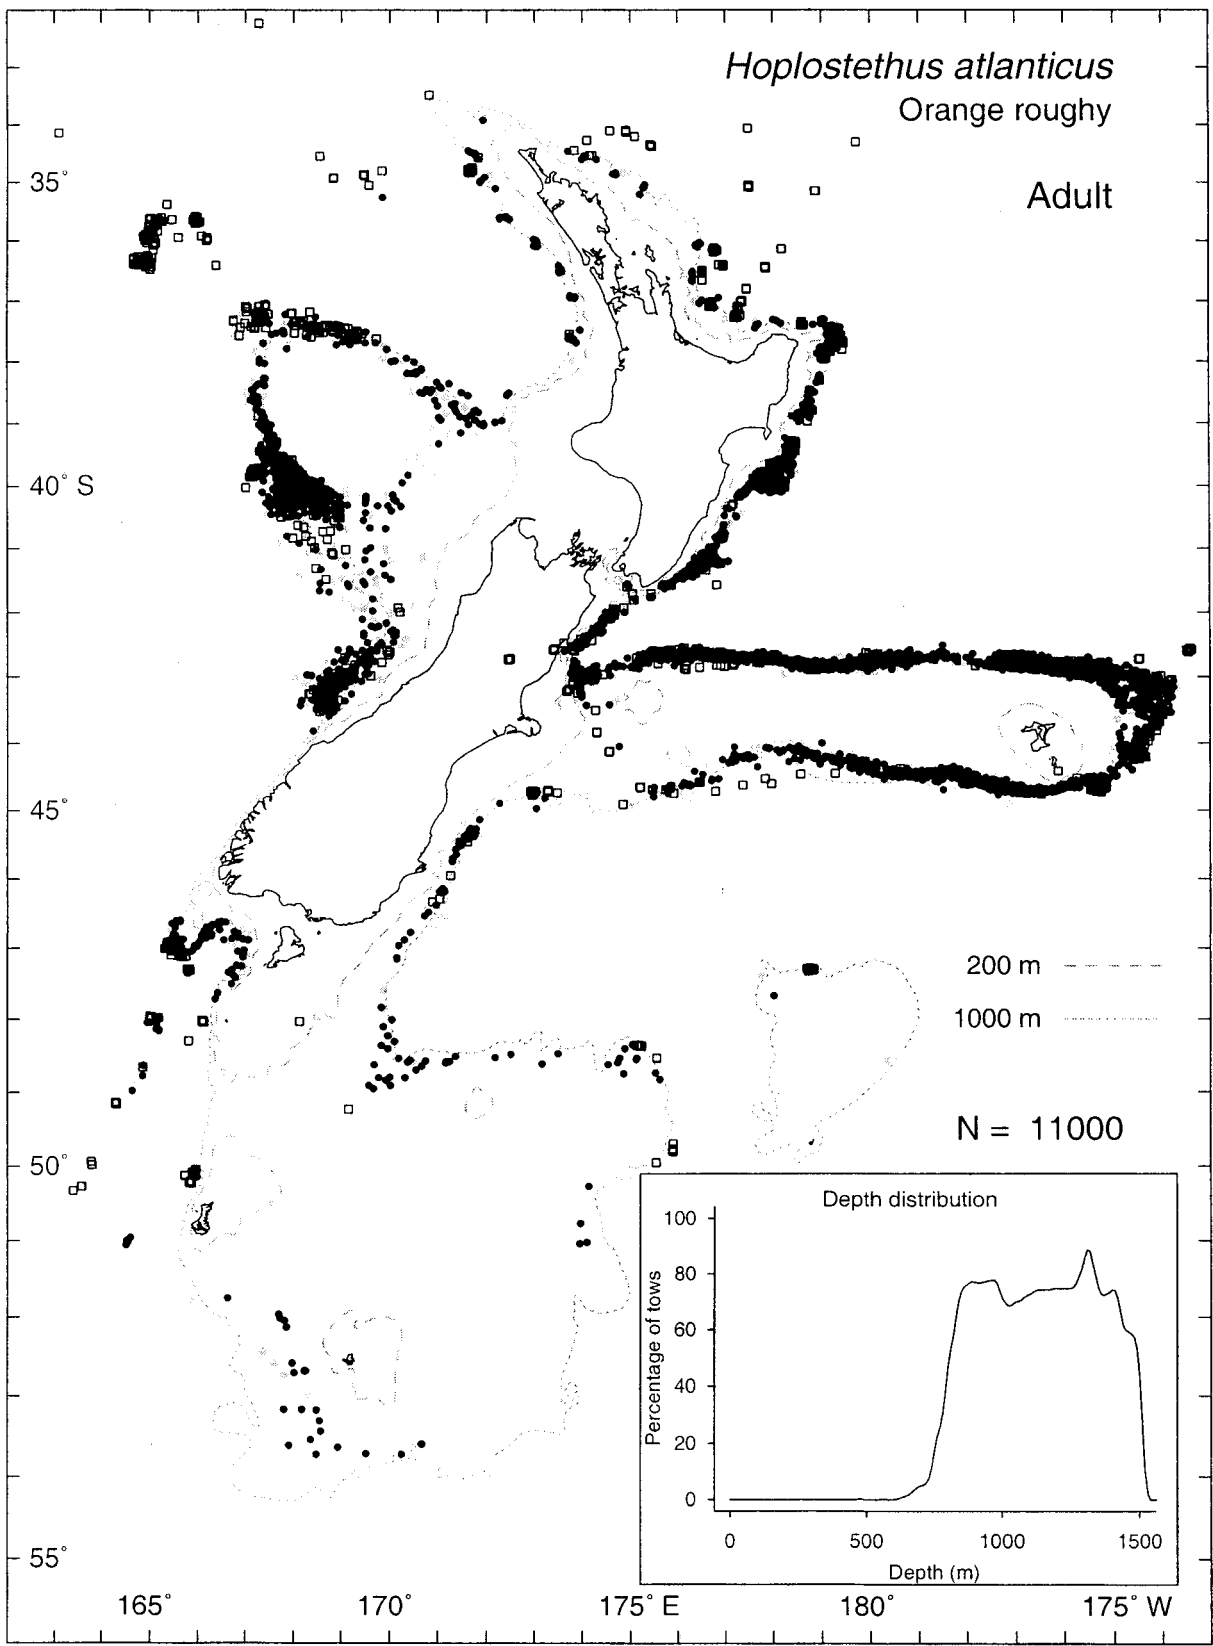 Hoplostethus atlanticus
Orange roughy
Adult
35°
40° S
45°
200 m
1000 m
N = 11000
50°
Depth distribution
100
80
60
40
20
0
Percentage of tows
0 500 1000 1500
Depth (m)
55°
165° 170° 175° E 180° 175° W